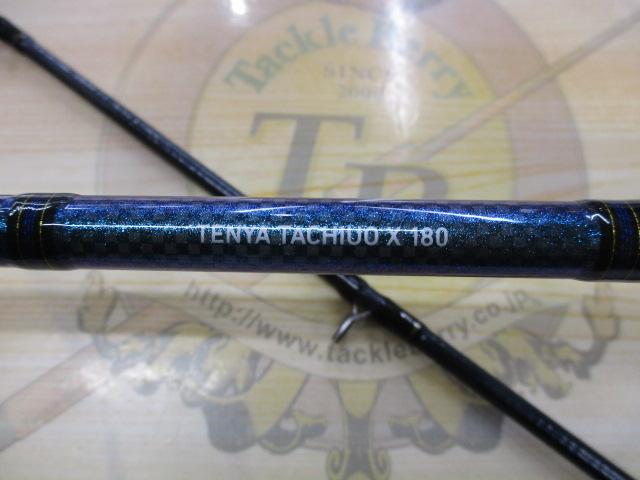 Tackle Berry
SINCE
TB
TENYA TACHIUO X 180
http://www.tackleberry.co.jp